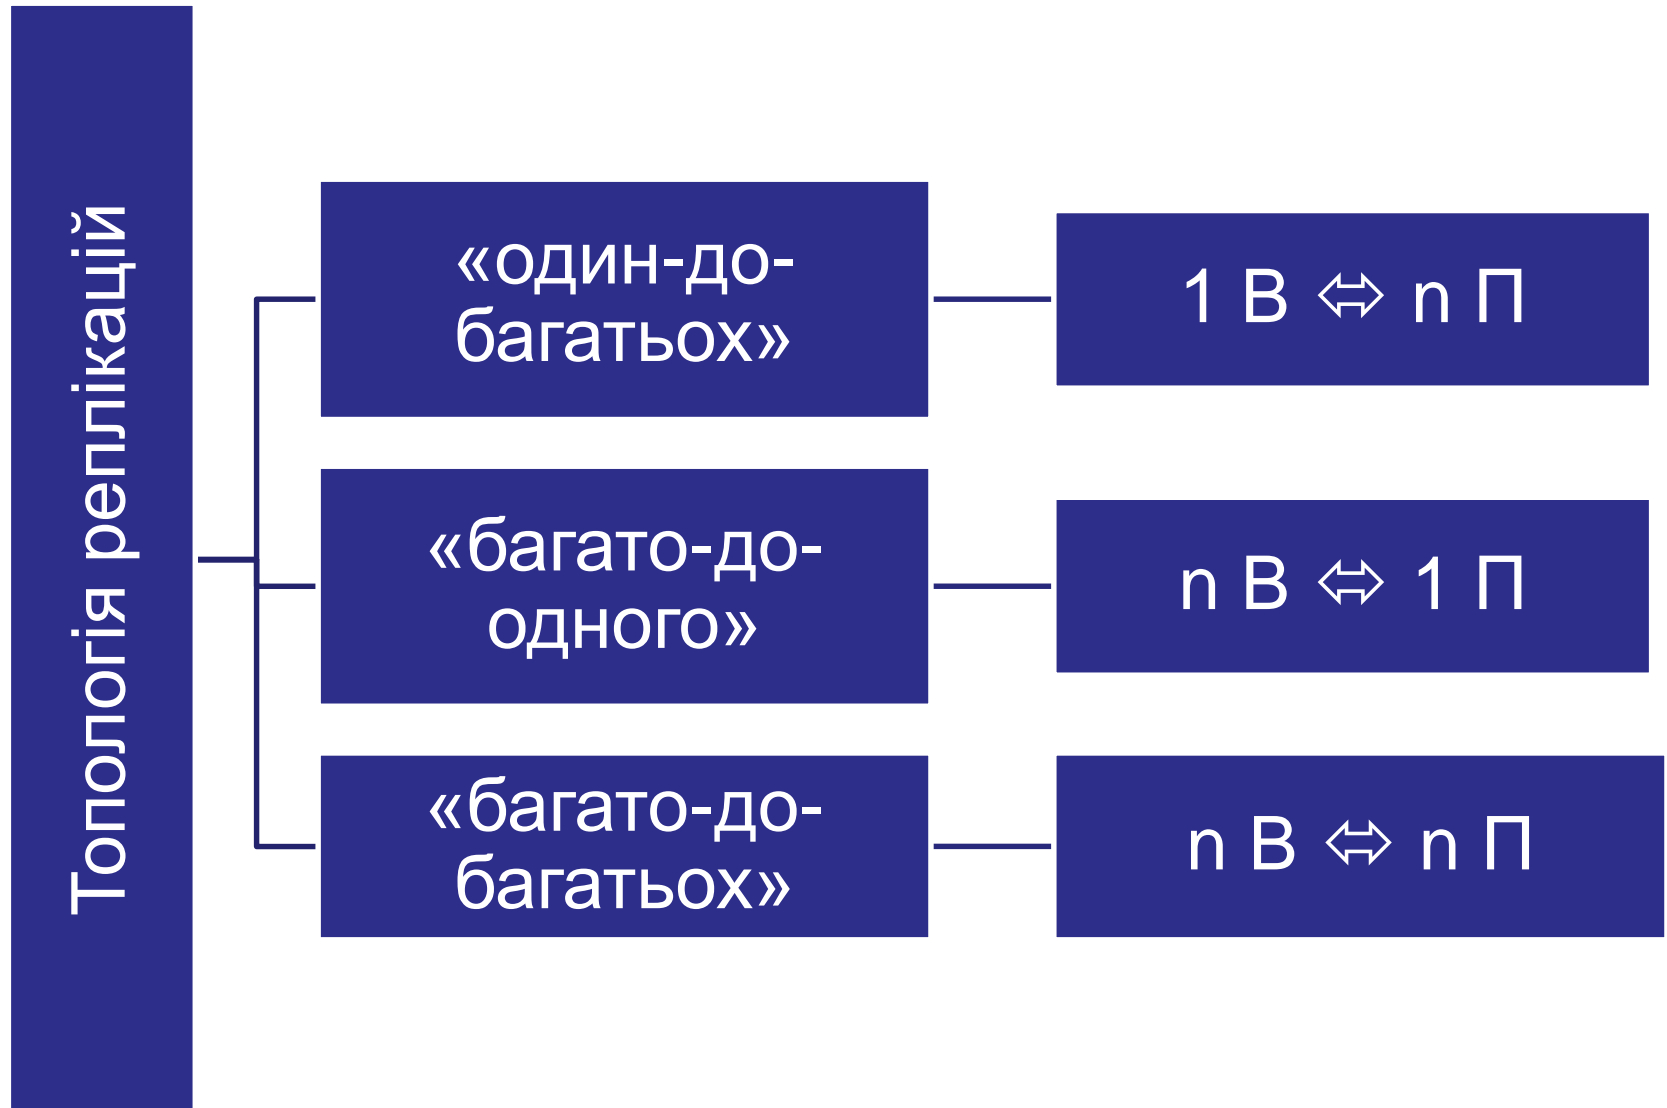 Топологія реплікацій
«один-до-
багатьох»
1 В ⬄ n П
«багато-до-
одного»
n В ⬄ 1 П
«багато-до-
багатьох»
n В ⬄ n П